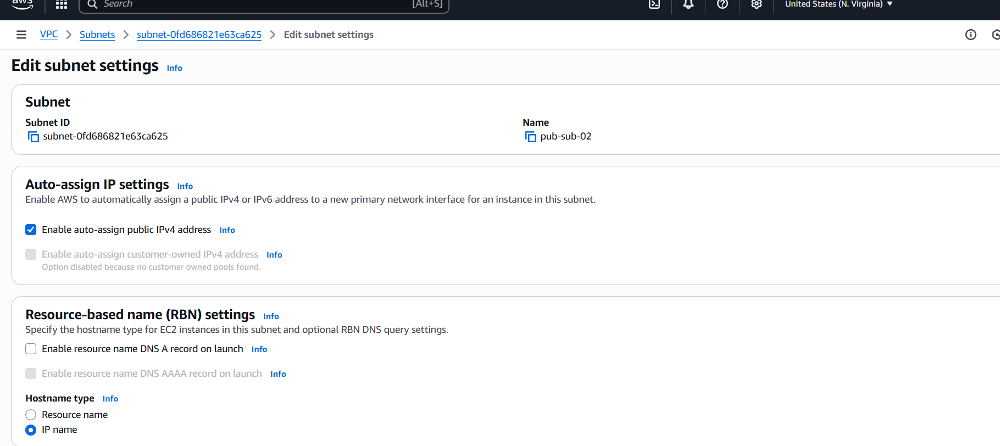 aws Search [Alt+S] United States (N. Virginia)
VPC Subnets subnet-0fd686821e63ca625 Edit subnet settings
Edit subnet settings Info
Subnet
Subnet ID Name
subnet-0fd686821e63ca625 pub-sub-02
Auto-assign IP settings Info
Enable AWS to automatically assign a public IPv4 or IPv6 address to a new primary network interface for an instance in this subnet.
Enable auto-assign public IPv4 address Info
Enable auto-assign customer-owned IPv4 address Info
Option disabled because no customer owned pools found.
Resource-based name (RBN) settings Info
Specify the hostname type for EC2 instances in this subnet and optional RBN DNS query settings.
Enable resource name DNS A record on launch Info
Enable resource name DNS AAAA record on launch Info
Hostname type Info
Resource name
IP name